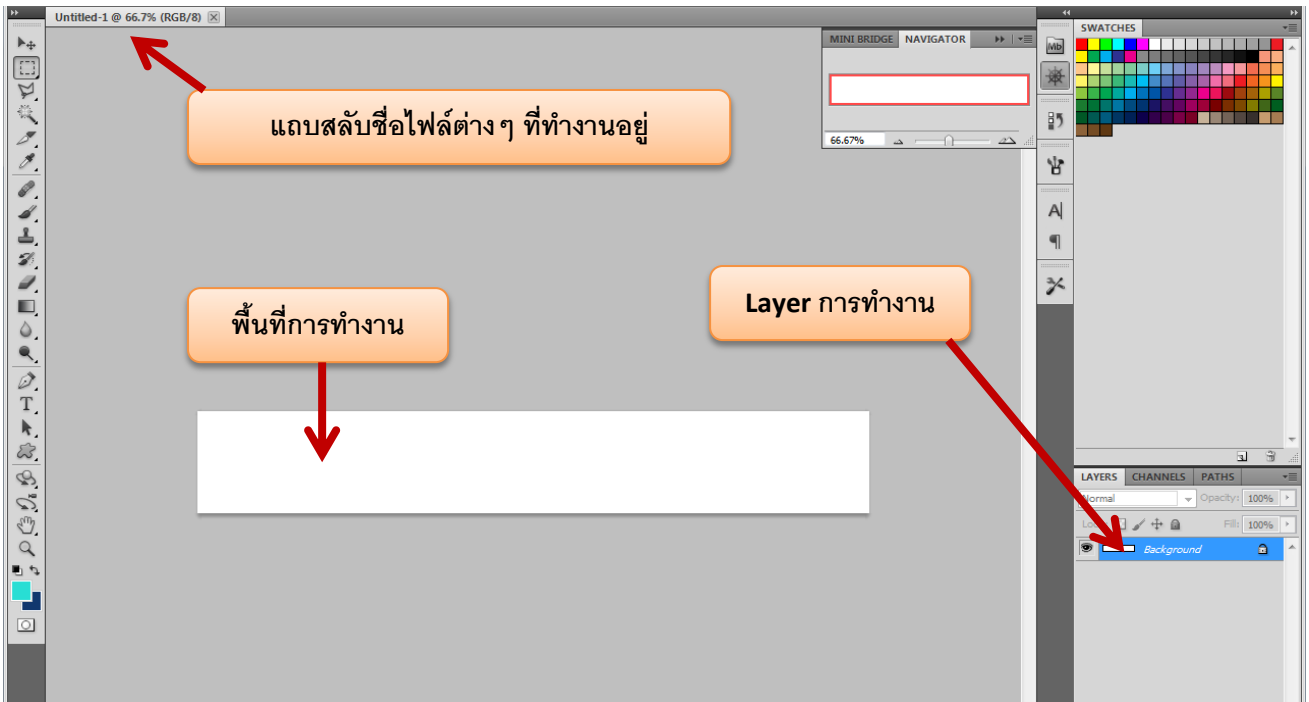 Untitled-1 @ 66.7% (RGB/8)
MINI BRIDGE NAVIGATOR
SWATCHES
Mb
แถบสลับชื่อไฟล์ต่าง ๆ ที่ทำงานอยู่
66.67%
A
พื้นที่การทำงาน
Layer การทำงาน
T
LAYERS CHANNELS PATHS
Normal Opacity: 100%
Fill: 100%
Background